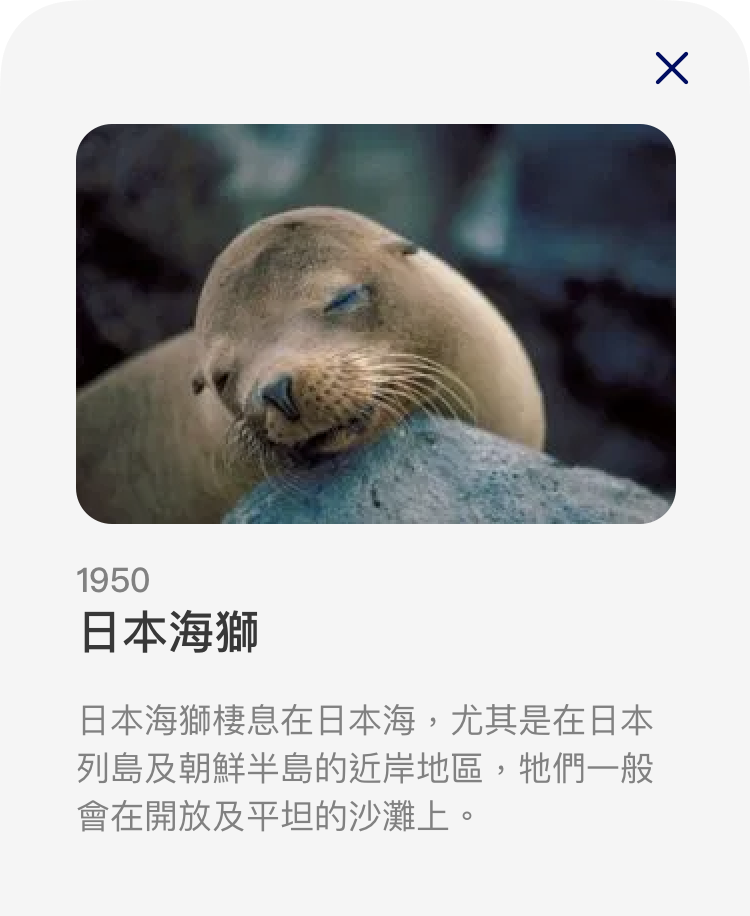 1950
日本海獅
日本海獅棲息在日本海，尤其是在日本
列島及朝鮮半島的近岸地區，牠們一般
會在開放及平坦的沙灘上。